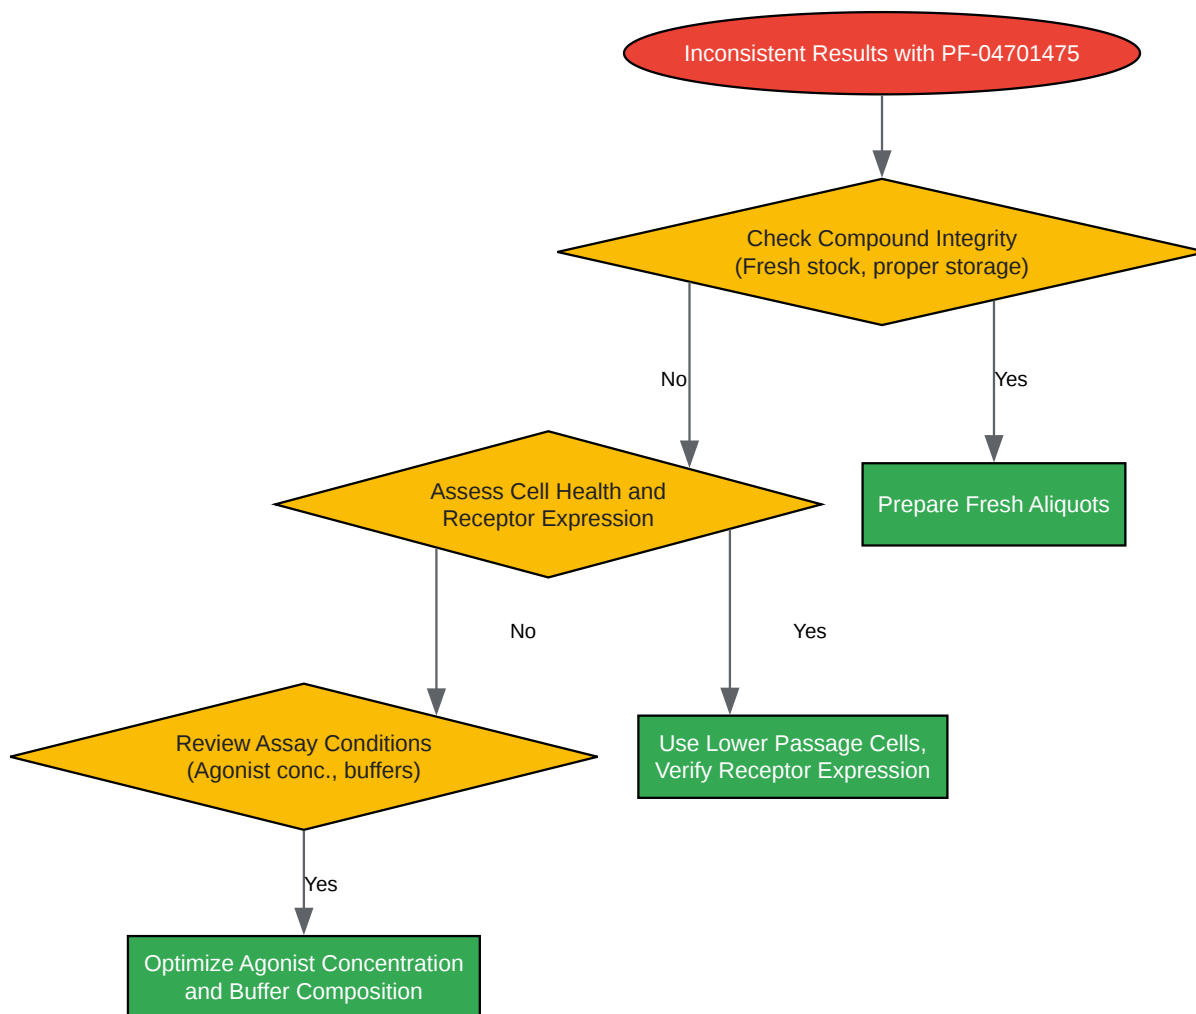 Inconsistent Results with PF-04701475
Check Compound Integrity
(Fresh stock, proper storage)
No
Yes
Assess Cell Health and
Receptor Expression
Prepare Fresh Aliquots
No
Yes
Review Assay Conditions
(Agonist conc., buffers)
Use Lower Passage Cells,
Verify Receptor Expression
Yes
Optimize Agonist Concentration
and Buffer Composition